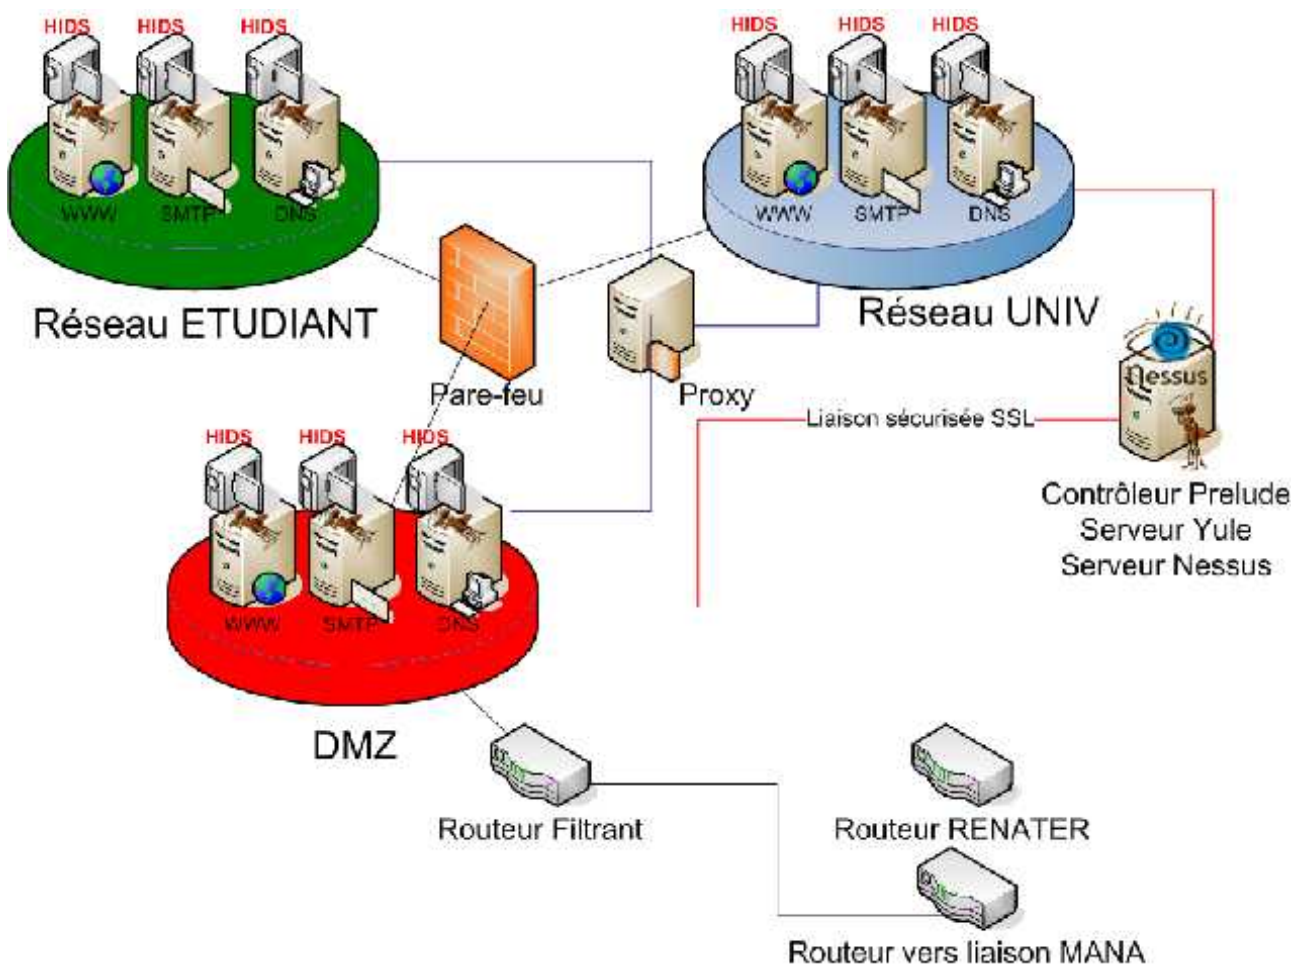 HIDS HIDS HIDS
HIDS HIDS HIDS
WWW SMTP DNS
WWW SMTP DNS
Réseau ETUDIANT
Réseau UNIV
Pare-feu
Proxy
Nessus
Liaison sécurisée SSL
HIDS HIDS HIDS
Contrôleur Prelude
Serveur Yule
Serveur Nessus
WWW SMTP DNS
DMZ
Routeur Filtrant
Routeur RENATER
Routeur vers liaison MANA